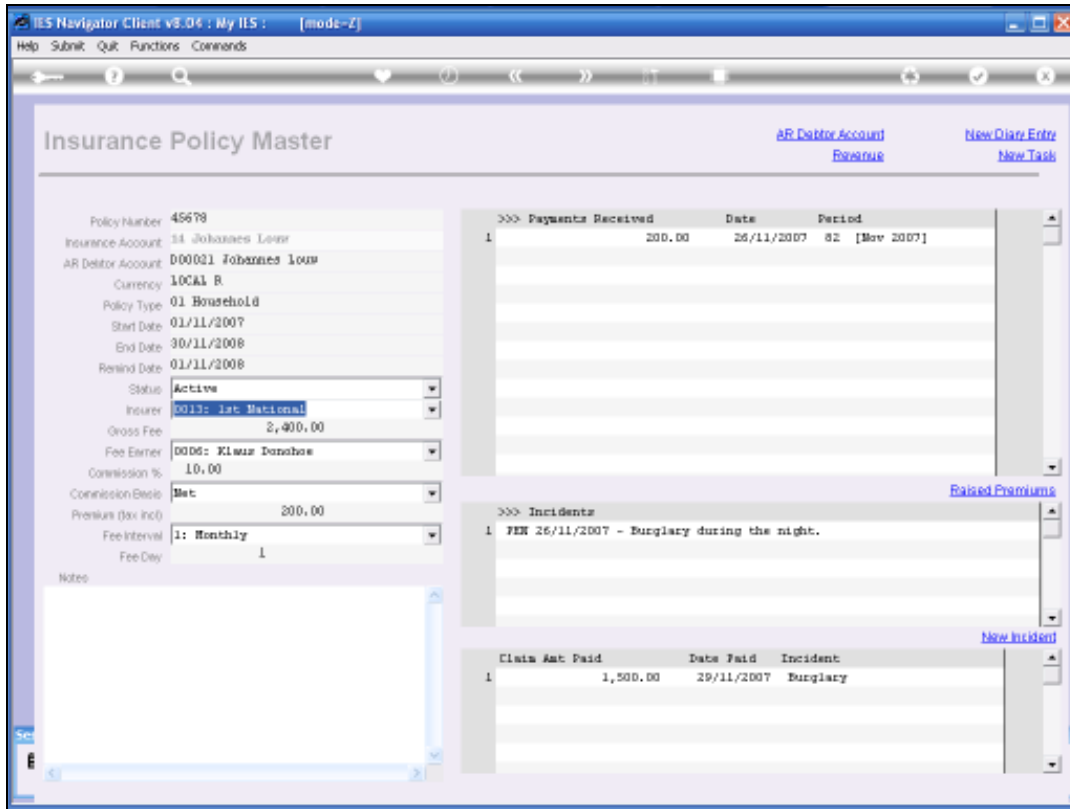 IES Navigator Client v8.04 : My IES : [mode=Z]
Help Submit Quit Functions Commands
Insurance Policy Master
AR Debtor Account
New Diary Entry
Revenue
New Task
Policy Number 45678
Insurance Account 14 Johannes Louw
AR Debtor Account D00021 Johannes Louw
Currency LOCAL R
Policy Type 01 Household
Start Date 01/11/2007
End Date 30/11/2008
Remind Date 01/11/2008
Status Active
Insurer 0013: 1st National
Gross Fee 2,400.00
Fee Earner 0006: Klaus Donohoe
Commission % 10.00
Commission Basis Net
Premium (tax incl) 200.00
Fee Interval 1: Monthly
Fee Day 1
Notes
>>> Payments Received Date Period
1 200.00 26/11/2007 82 [Nov 2007]
Raised Premiums
>>> Incidents
1 PEN 26/11/2007 - Burglary during the night.
New Incident
Claim Amt Paid Date Paid Incident
1 1,500.00 29/11/2007 Burglary